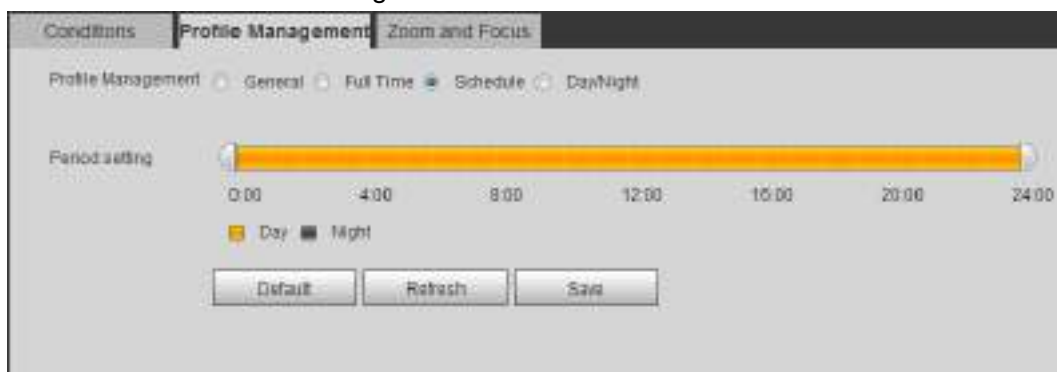 Conditions Profile Management Zoom and Focus
Profile Management General Full Time Schedule Day/Night
Period setting
0:00 4:00 8:00 12:00 16:00 20:00 24:00
Day Night
Default Refresh Save